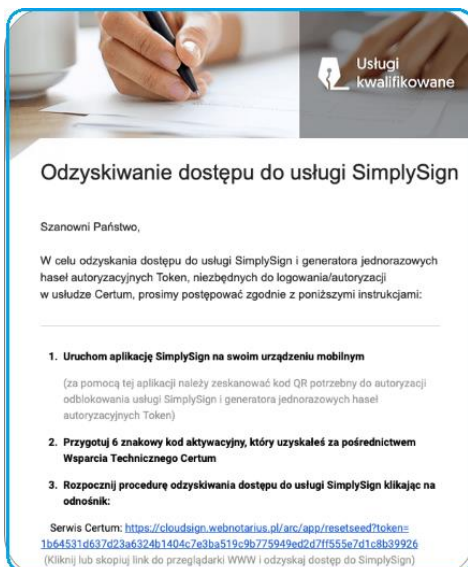 Usługi
kwalifikowane
Odzyskiwanie dostępu do usługi SimplySign
Szanowni Państwo,
W celu odzyskania dostępu do usługi SimplySign i generatora jednorazowych
haseł autoryzacyjnych Token, niezbędnych do logowania/autoryzacji
w usłudze Certum, prosimy postępować zgodnie z poniższymi instrukcjami:
1. Uruchom aplikację SimplySign na swoim urządzeniu mobilnym
(za pomocą tej aplikacji należy zeskanować kod QR potrzebny do autoryzacji
odblokowania usługi SimplySign i generatora jednorazowych haseł
autoryzacyjnych Token)
2. Przygotuj 6 znakowy kod aktywacyjny, który uzyskałeś za pośrednictwem
Wsparcia Technicznego Certum
3. Rozpocznij procedurę odzyskiwania dostępu do usługi SimplySign klikając na
odnośnik:
Serwis Certum: https://cloudsign.webnotarius.pl/arc/app/resetseed?token=
1b64531d637d23a6324b1404c7e3ba519c9b775949ed2d7ff555e7d1c8b39926
(Kliknij lub skopiuj link do przeglądarki WWW i odzyskaj dostęp do SimplySign)